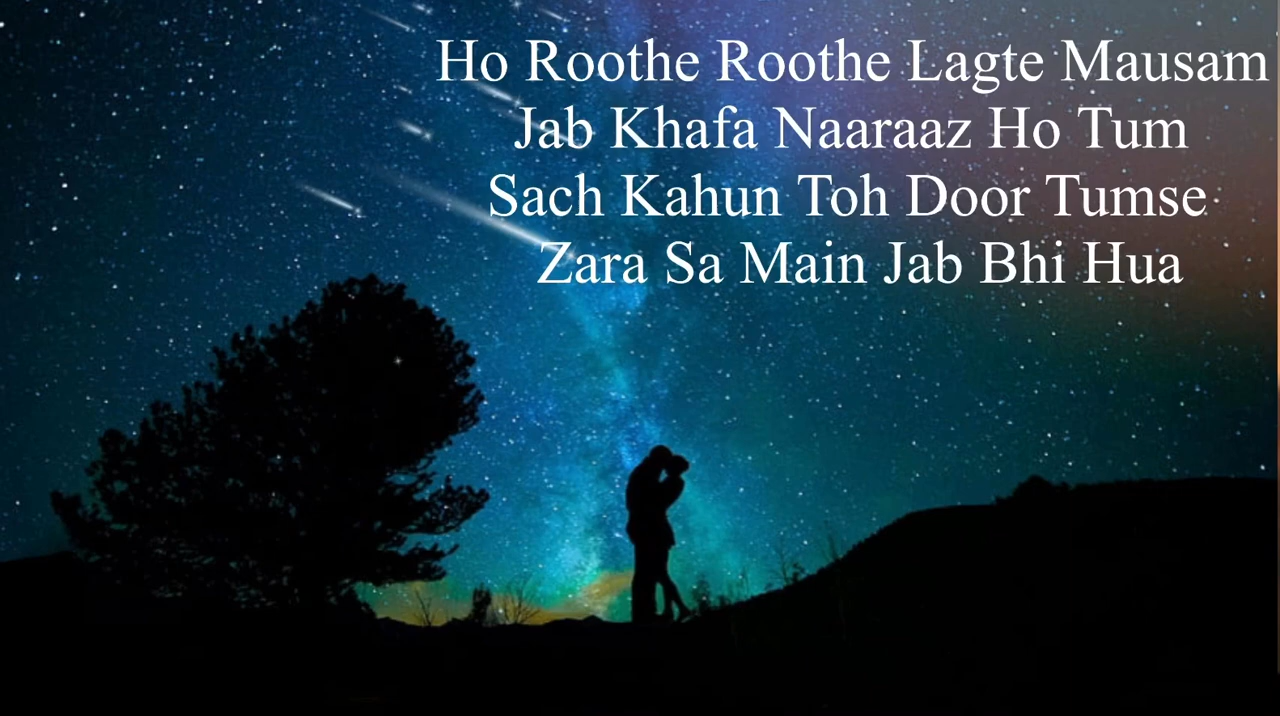 Ho Roothe Roothe Lagte Mausam
Jab Khafa Naaraaz Ho Tum
Sach Kahun Toh Door Tumse
Zara Sa Main Jab Bhi Hua